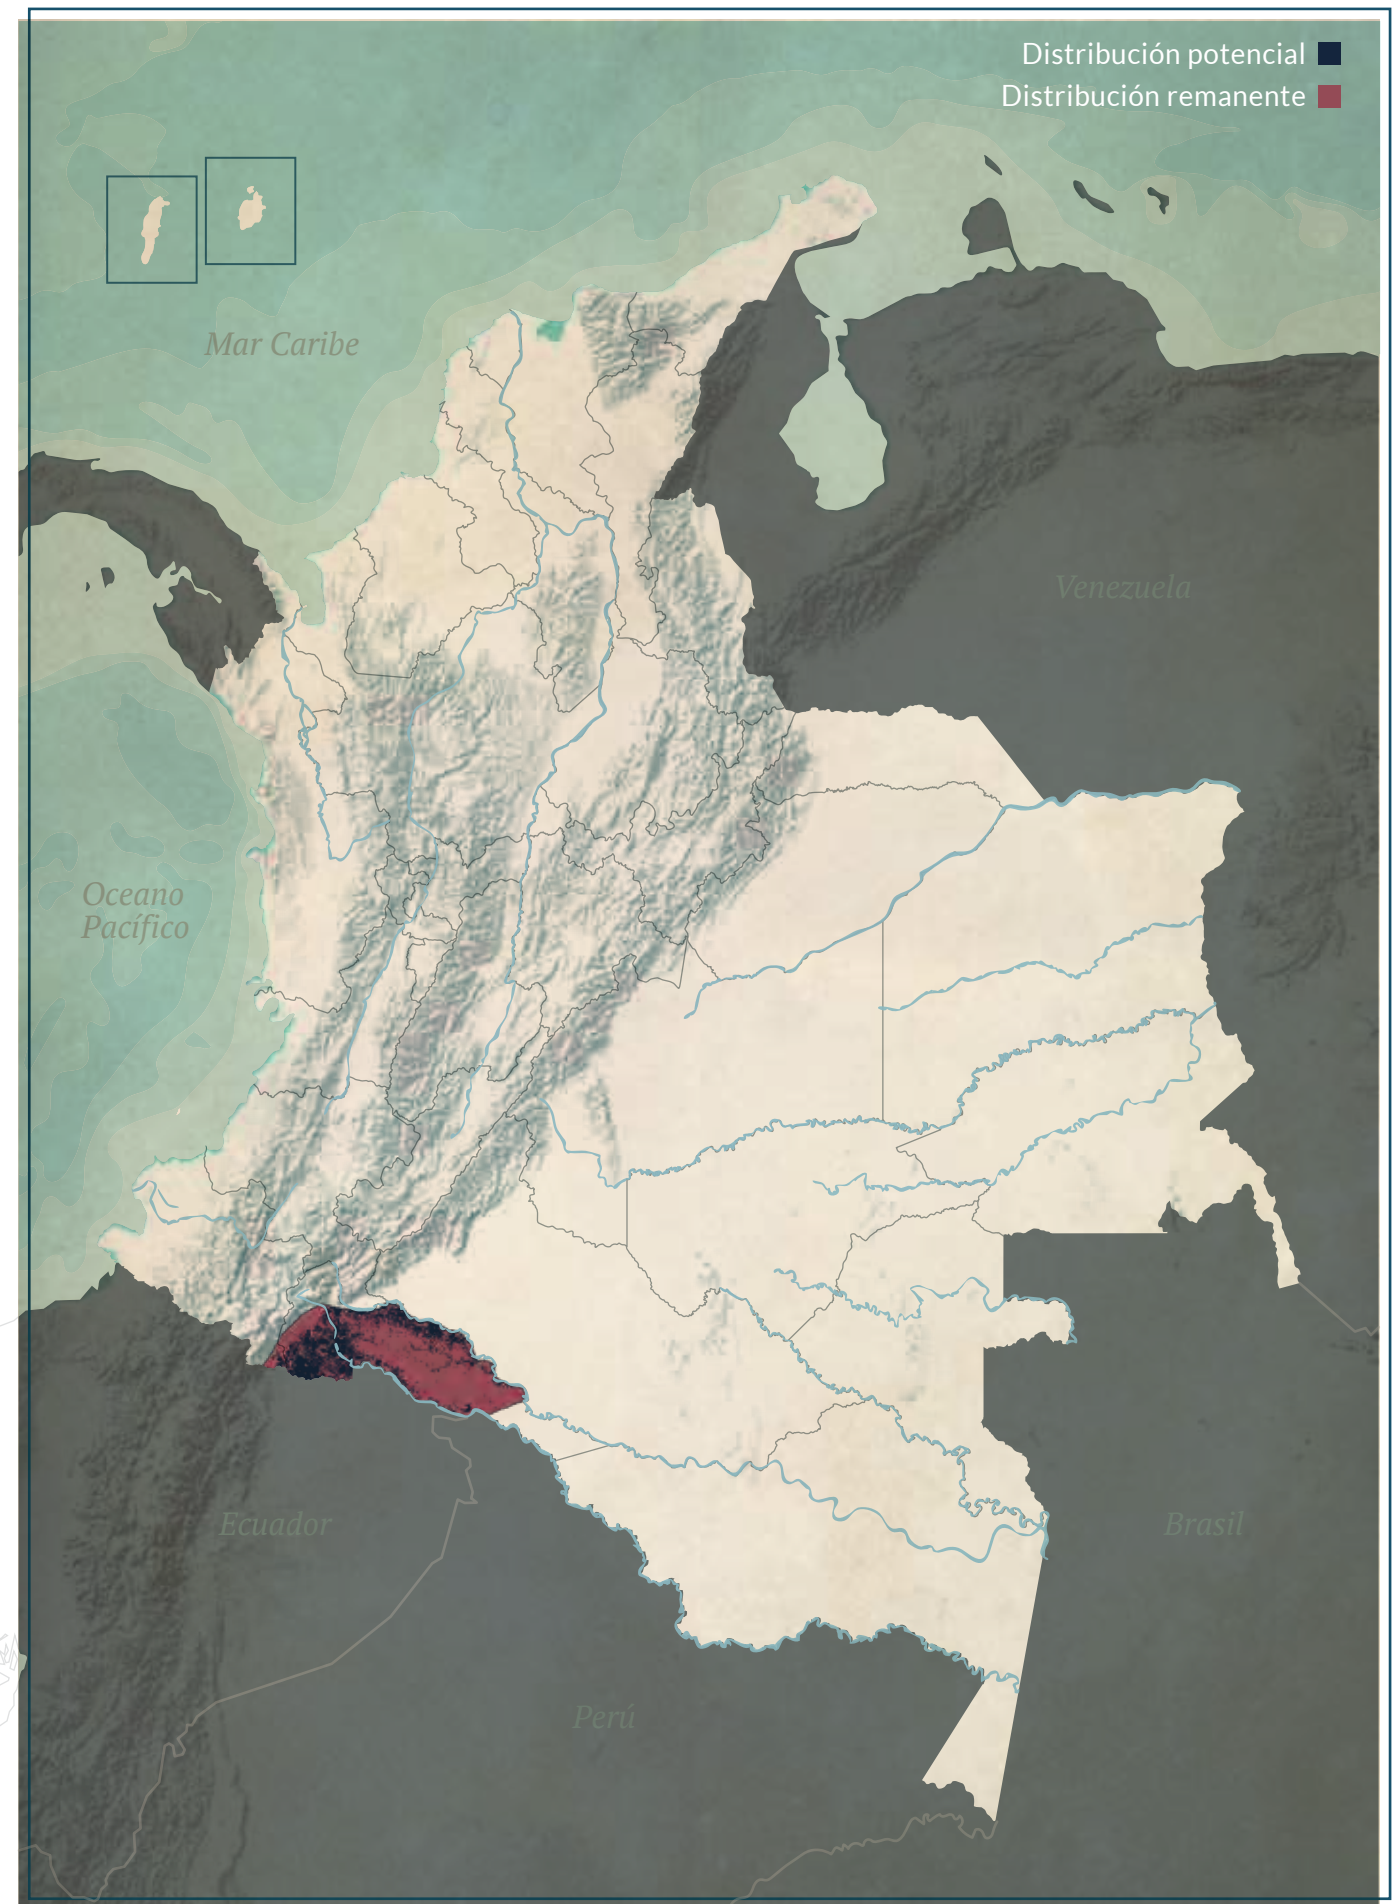 Distribución potencial
Distribución remanente
Mar Caribe
Venezuela
Oceano
Pacífico
Ecuador
Brasil
Perú